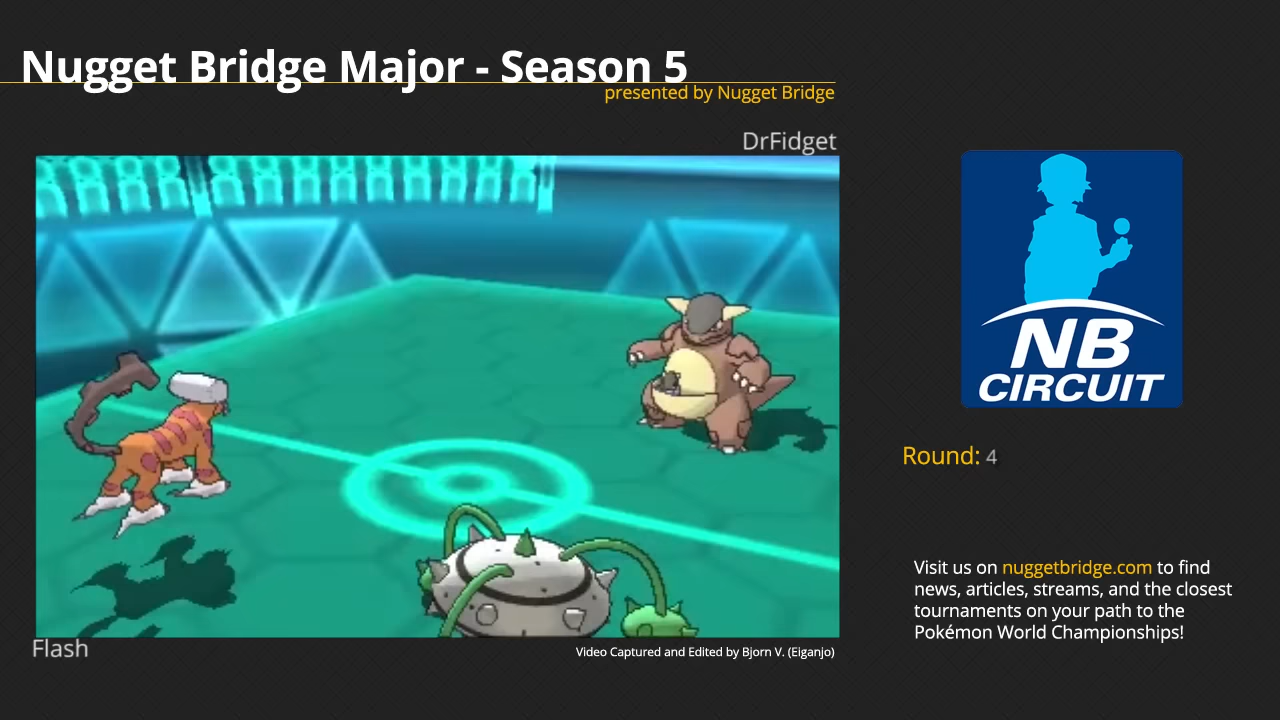 Nugget Bridge Major - Season 5
presented by Nugget Bridge
DrFidget
NB
CIRCUIT
Round: 4
Visit us on nuggetbridge.com to find
news, articles, streams, and the closest
tournaments on your path to the
Pokémon World Championships!
Flash
Video Captured and Edited by Bjorn V. (Eiganjo)